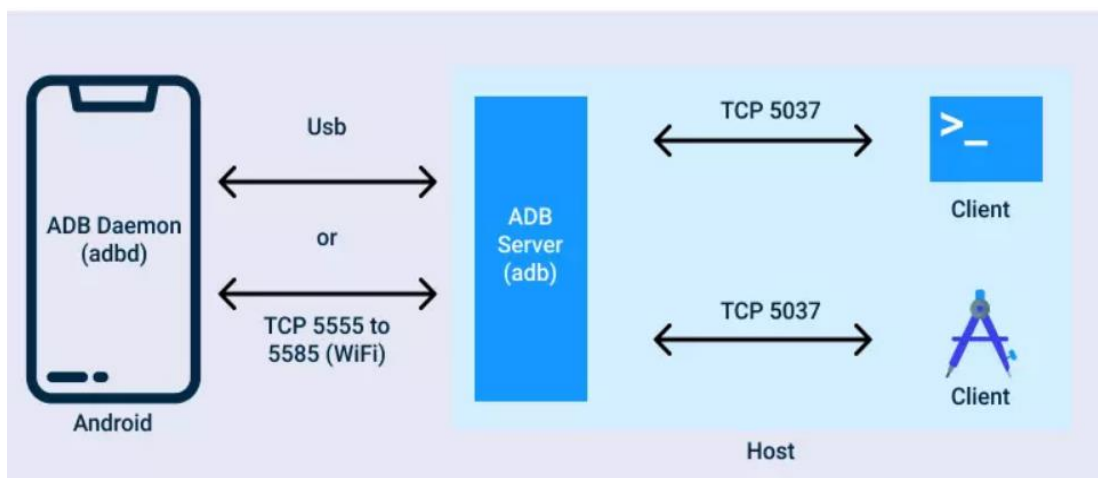 ADB Daemon
(adbd)
Android
Usb
or
TCP 5555 to
5585 (WiFi)
ADB
Server
(adb)
TCP 5037
>_
Client
TCP 5037
Client
Host